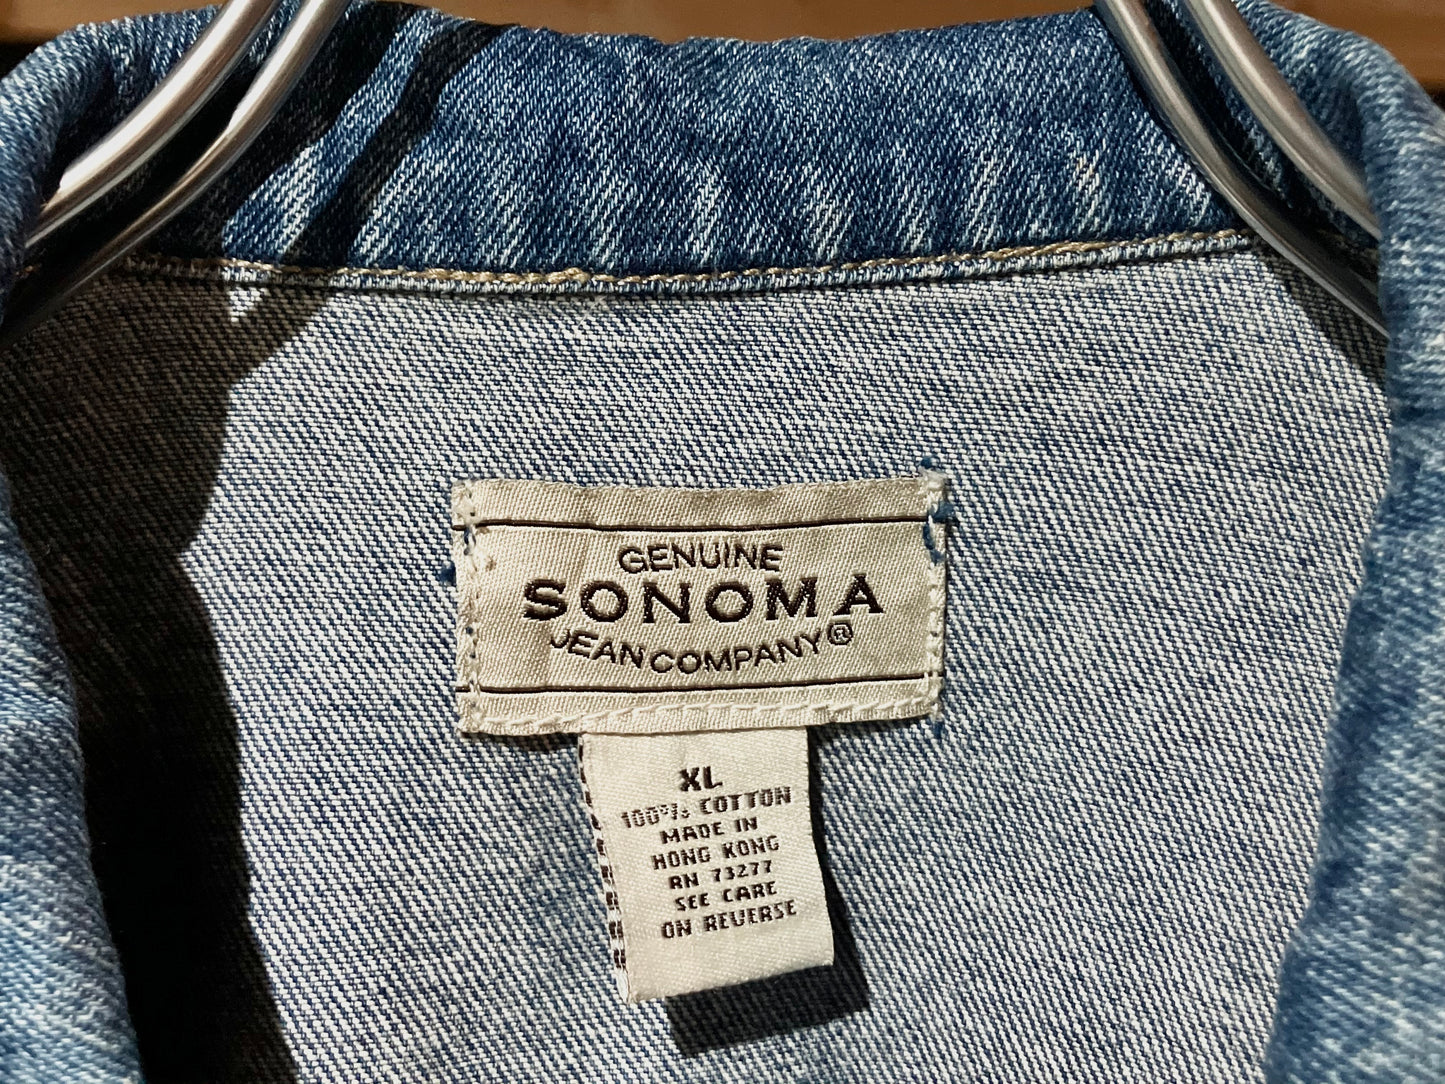 GENUINE
SONOMA
JEAN COMPANY®
XL
100% COTTON
MADE IN
HONG KONG
RN 73277
SEE CARE
ON REVERSE